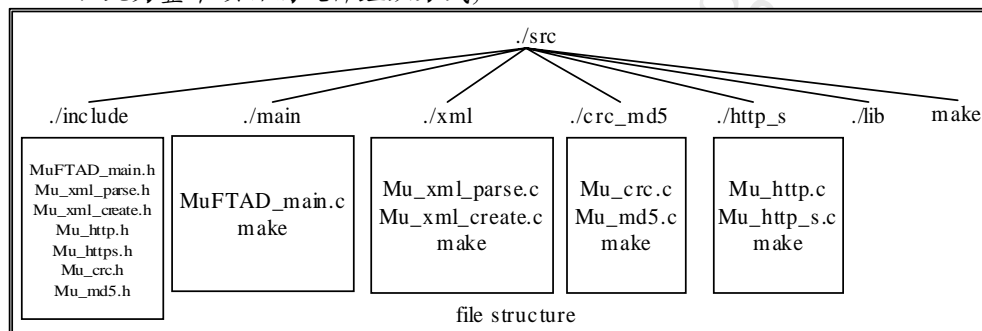 ./src
./include ./main ./xml ./crc_md5 ./http_s ./lib make
MuFTAD_main.h
Mu_xml_parse.h
Mu_xml_create.h
Mu_http.h
Mu_https.h
Mu_crc.h
Mu_md5.h
MuFTAD_main.c
make
Mu_xml_parse.c
Mu_xml_create.c
make
Mu_crc.c
Mu_md5.c
make
Mu_http.c
Mu_http_s.c
make
file structure